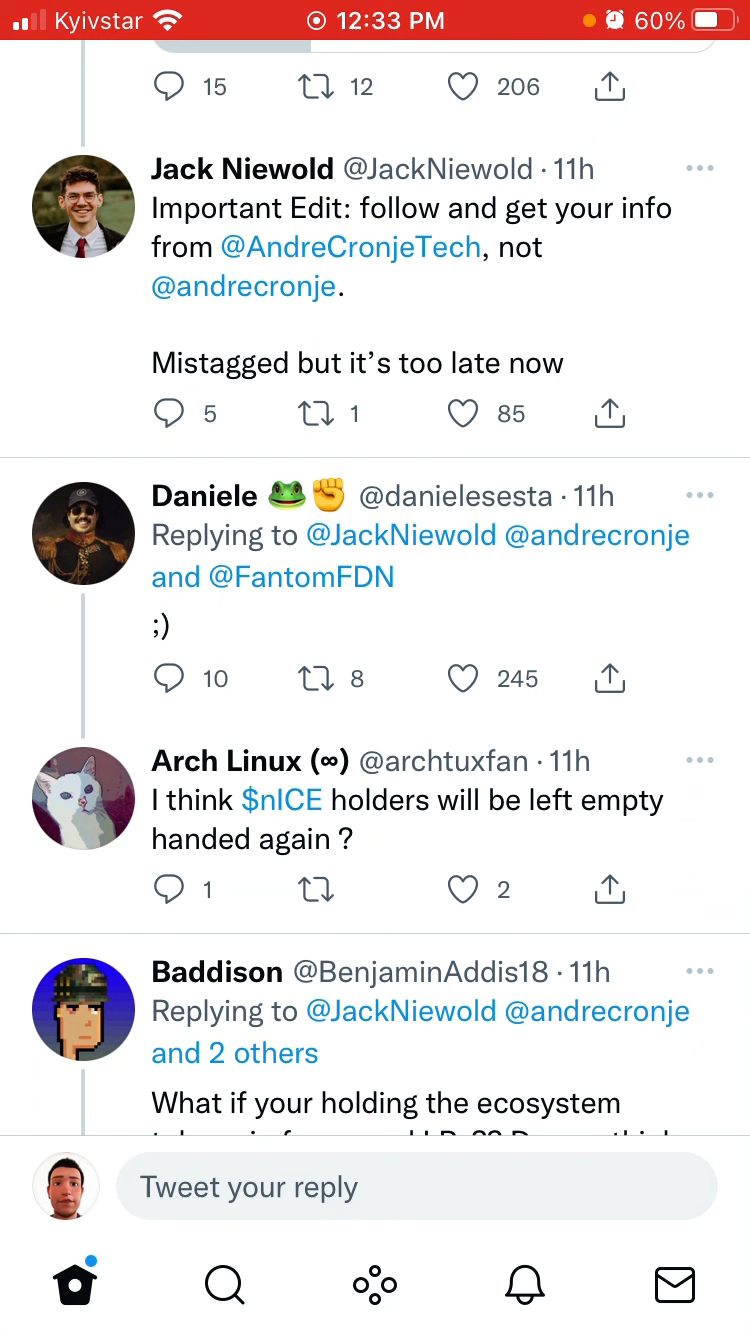 Kyivstar 12:33 PM 60%
15 12 206
Jack Niewold @JackNiewold · 11h
Important Edit: follow and get your info
from @AndreCronjeTech, not
@andrecronje.
Mistagged but it’s too late now
5 1 85
Daniele 🐸✊ @danielesesta · 11h
Replying to @JackNiewold @andrecronje
and @FantomFDN
;)
10 8 245
Arch Linux (∞) @archtuxfan · 11h
I think $nICE holders will be left empty
handed again ?
1 2
Baddison @BenjaminAddis18 · 11h
Replying to @JackNiewold @andrecronje
and 2 others
What if your holding the ecosystem
Tweet your reply